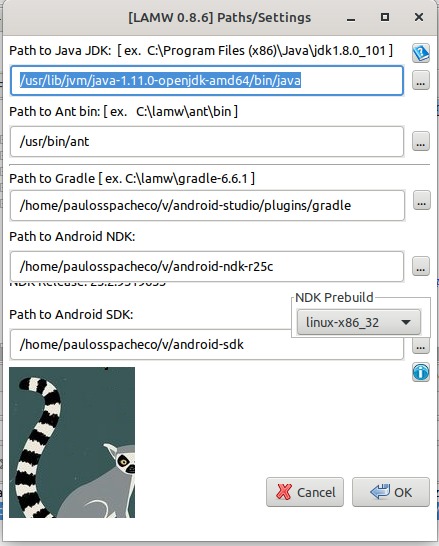 [LAMW 0.8.6] Paths/Settings
Path to Java JDK: [ ex. C:\Program Files (x86)\Java\jdk1.8.0_101 ]
/usr/lib/jvm/java-1.11.0-openjdk-amd64/bin/java
...
Path to Ant bin: [ ex. C:\lamw\ant\bin ]
/usr/bin/ant
...
Path to Gradle [ ex. C:\lamw\gradle-6.6.1 ]
/home/paulosspacheco/v/android-studio/plugins/gradle
...
Path to Android NDK:
/home/paulosspacheco/v/android-ndk-r25c
...
NDK Release: 25.2.9519653
NDK Prebuild
linux-x86_32
Path to Android SDK:
/home/paulosspacheco/v/android-sdk
...
Cancel
OK